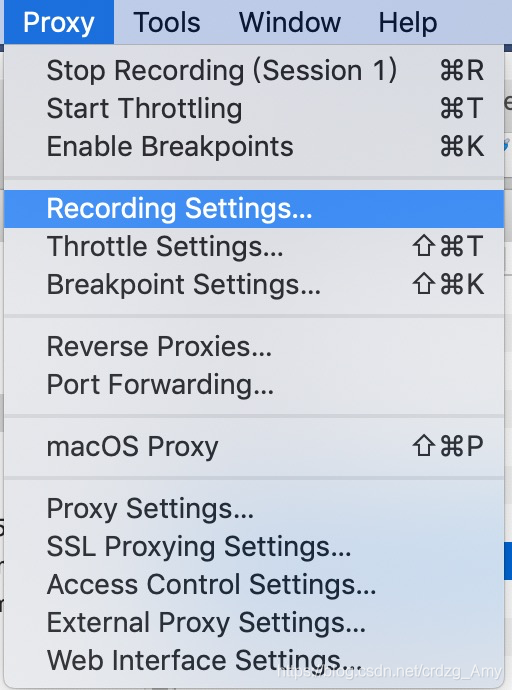 Proxy Tools Window Help
Stop Recording (Session 1) ⌘R
Start Throttling ⌘T
Enable Breakpoints ⌘K
Recording Settings...
Throttle Settings... ⇧⌘T
Breakpoint Settings... ⇧⌘K
Reverse Proxies...
Port Forwarding...
macOS Proxy ⇧⌘P
Proxy Settings...
SSL Proxying Settings...
Access Control Settings...
External Proxy Settings...
Web Interface Settings...
https://blog.csdn.net/crdzg_Amy